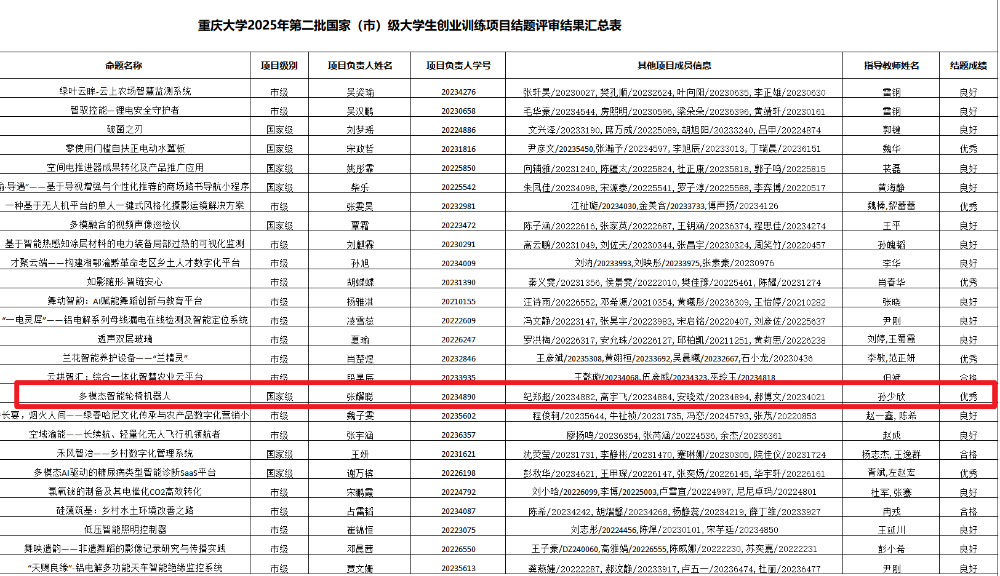 重庆大学2025年第二批国家（市）级大学生创业训练项目结题评审结果汇总表
命题名称 项目级别 项目负责人姓名 项目负责人学号 其他项目成员信息 指导教师姓名 结题成绩
绿叶云眸-云上农场智慧监测系统 市级 吴姿瑜 20234276 张轩昊/20230027, 樊孔顺/20232624, 叶向阳/20230635, 李正雄/20230630 雷钢 良好
智驭控能—锂电安全守护者 市级 吴汉鹏 20230658 毛华豪/20234544, 房熙明/20230596, 梁朵朵/20236396, 黄靖轩/20230161 雷钢 良好
破菌之刃 国家级 刘梦瑶 20224886 文兴泽/20233190, 席万成/20225089, 胡旭阳/20233240, 吕甲/20224874 郭键 良好
零使用门槛自扶正电动水翼板 国家级 宋政哲 20231816 尹彦文/20235450,张瀚予/20234597, 李旭辰/20233013, 丁瑞晨/20236151 魏华 优秀
空间电推进器成果转化及产品推广应用 国家级 姚彤霏 20225850 向铺雅/20231240, 陈疆太/20225824, 杜正康/20235818, 郭子鸣/20225815 蒞磊 良好
渝·导遇”——基于导视增强与个性化推荐的商场路书导航小程序 国家级 柴乐 20225542 朱凤佳/20234098, 宋源泰/20225541, 罗子淳/20225588, 李弈博/20220517 黄海静 良好
一种基于无人机平台的单人一键式风格化摄影运镜解决方案 市级 张雯昊 20232981 江祉璇/20234030,金美含/20233733,傅声扬/20234126 魏榛,黎蕾蕾 优秀
多模融合的视频声像巡检仪 国家级 覃霜 20223472 陈子涵/20222616, 张家英/20222687, 王钥涵/20236374, 程思佳/20234274 王平 良好
基于智能热感知涂层材料的电力装备局部过热的可视化监测 市级 刘麒霖 20230291 高云鹏/20231049, 刘佐夫/20230344, 张昌宇/20230324, 周笑竹/20220457 孙魄韬 良好
才聚云端——构建湘鄂渝黔革命老区乡土人才数字化平台 市级 孙旭 20234009 刘汭/20233993,刘映彤/20233975,张素豪/20230976 李华 良好
如影随形-智链安心 市级 胡蝶蝶 20231390 秦义雯/20231356, 侯景雯/20222010, 樊佳豫/20225461, 陈耀/20231274 肖春华 优秀
舞动智韵：AI赋能舞蹈创新与教育平台 市级 杨雅淇 20210155 汪诗雨/20226552, 邓希源/20210354, 黄曦彤/20236309, 王怡婷/20210282 张晓 良好
“一电灵犀”——铝电解系列母线漏电在线检测及智能定位系统 市级 凌雪蕊 20222609 冯文静/20223147, 张昊宇/20223983, 宋启铭/20220407, 刘彦佐/20225637 尹刚 良好
透声双层玻璃 市级 夏瑜 20226247 罗洪梅/20226317, 安允珠/20226127, 邱柏凯/20211251, 黄莉思/20226238 刘婷,王蜀霞 良好
兰花智能养护设备——“兰精灵” 市级 肖楚煜 20232846 王彦斌/20235308,黄翊桓/20233692,吴晨曦/20232667,石小龙/20230436 李敏,范正妍 优秀
云耕智汇：综合一体化智慧农业云平台 市级 段昱辰 20233935 王懿璇/20234068,伍彦威/20234323,巫玲玉/20234818 但斌 合格
多模态智能轮椅机器人 国家级 张耀聪 20234890 纪郑超/20234882, 高宇飞/20234884, 安晓欢/20234894, 郝博文/20234021 孙少欣 优秀
长宴，烟火人间——绿春哈尼文化传承与农产品数字化营销小 市级 魏子雯 20235602 程俊轲/20235644, 牛祉祯/20231735, 冯恋/20245793, 张茂/20220853 赵一鑫, 陈希 良好
空域渝能——长续航、轻量化无人飞行机领航者 市级 张宇涵 20236357 廖扬鸣/20236354, 张芮涵/20224536, 余杰/20236361 赵成 良好
禾风智治——乡村数字化管理系统 国家级 王妍 20231621 沈荧莹/20231731, 李静彬/20231470, 蹇琳娜/20230305, 院佳仪/20231724 杨志杰, 王逸群 合格
多模态AI驱动的糖尿病类型智能诊断SaaS平台 国家级 谢万槟 20226198 彭秋华/20234621, 王甲琛/20226147, 张奕炀/20226145, 华宇轩/20226161 胥斌,左赵宏 优秀
氯氧铋的制备及其电催化CO2高效转化 市级 宋鹏霞 20224792 刘小晗/20226099,李博/20225003,卢雪宜/20224997, 尼尼卓玛/20224801 杜军, 张骞 良好
硅藻筑基：乡村水土环境改善之路 市级 占雷韬 20234087 陈希/20234242, 胡熠馨/20234268, 杨静蕊/20234219, 薛丁维/20233927 冉戎 合格
低压智能照明控制器 市级 崔锦恒 20223075 刘志彤/20224456,陈焊/20230101, 宋芊廷/20234850 王延川 良好
舞映遗韵——非遗舞蹈的影像记录研究与传播实践 市级 邓晨茜 20226550 王子豪/DZ240060,高雅娟/20226555,陈威娜/20222230, 苏奕嘉/20222231 彭小希 良好
“天赐良缘”-铝电解多功能天车智能绝缘监控系统 市级 贾文姗 20235613 龚燕婕/20222287, 郝汶静/20233917, 卢五一/20236474, 杜丽/20236477 尹刚 良好